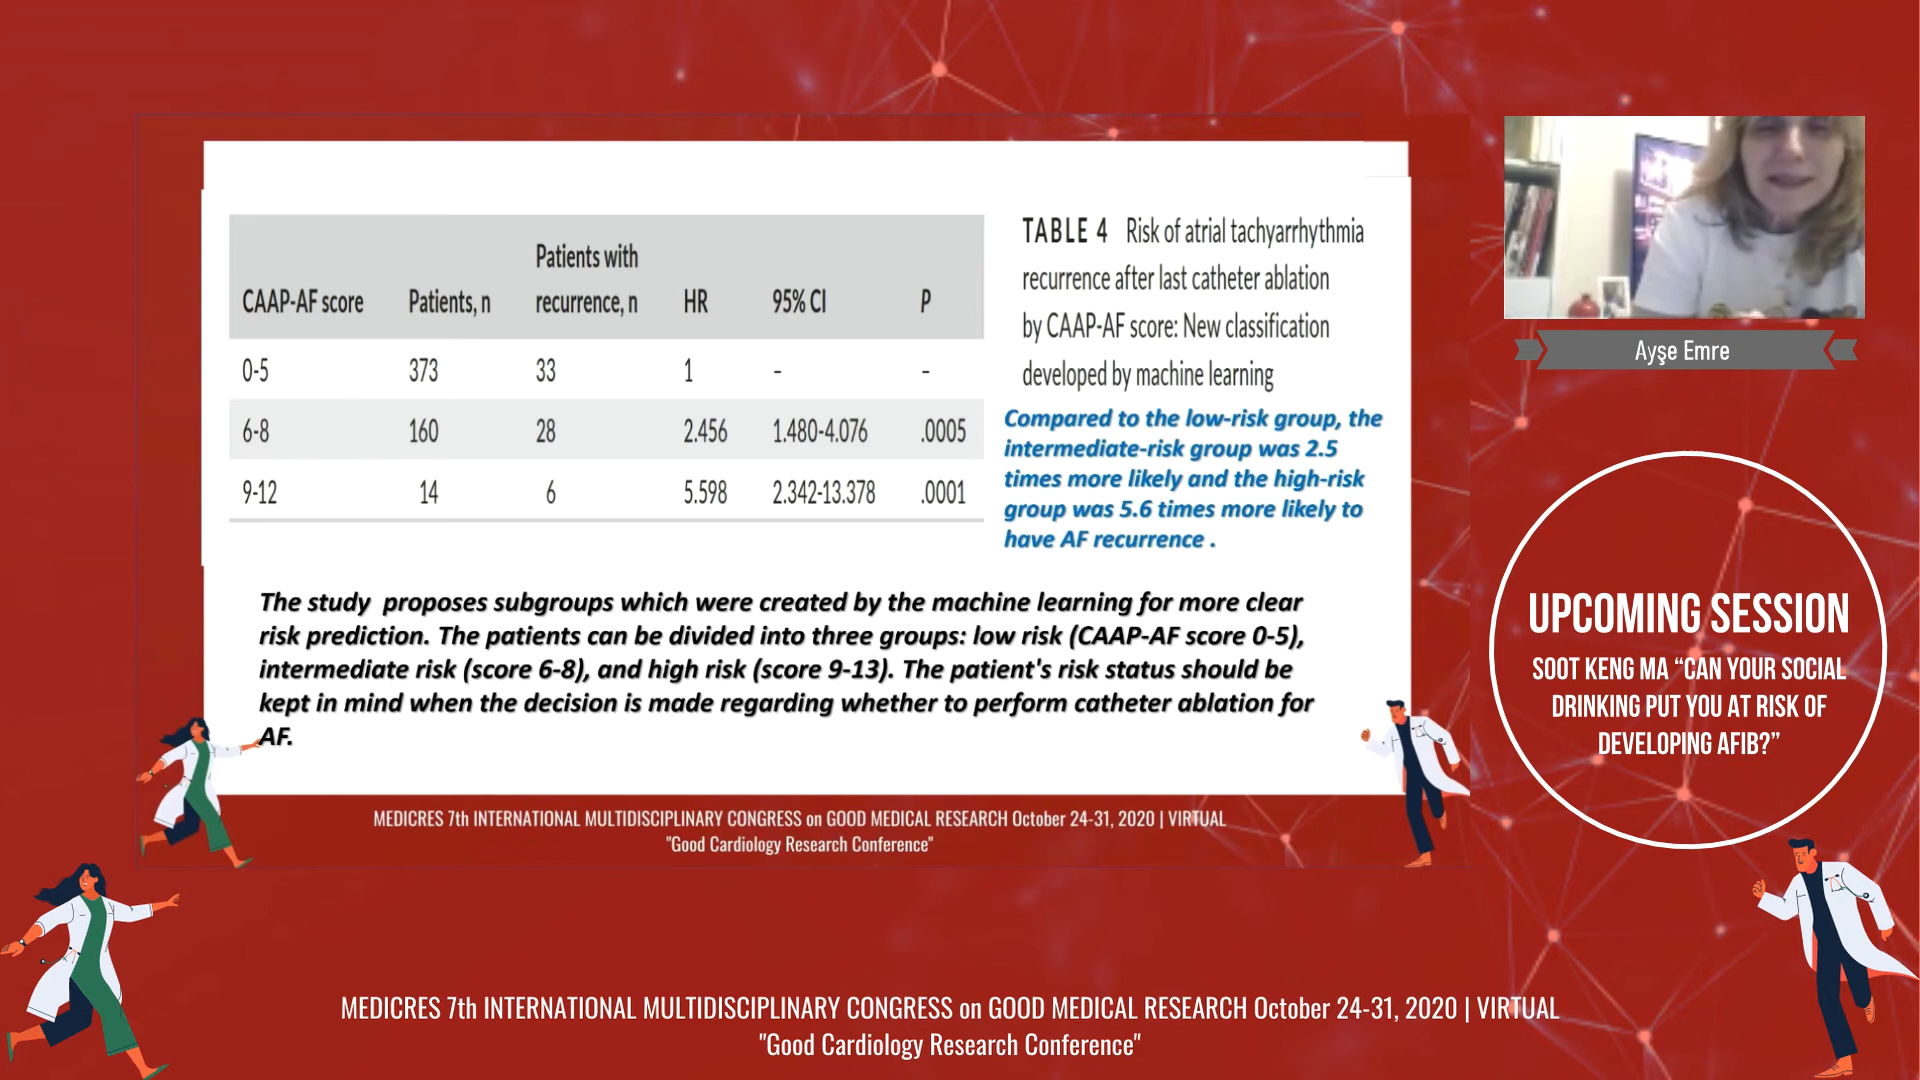 CAAP-AF score Patients, n Patients with recurrence, n HR 95% CI P
0-5 373 33 1 – –
6-8 160 28 2.456 1.480-4.076 .0005
9-12 14 6 5.598 2.342-13.378 .0001
TABLE 4 Risk of atrial tachyarrhythmia
recurrence after last catheter ablation
by CAAP-AF score: New classification
developed by machine learning
Compared to the low-risk group, the
intermediate-risk group was 2.5
times more likely and the high-risk
group was 5.6 times more likely to
have AF recurrence .
The study proposes subgroups which were created by the machine learning for more clear
risk prediction. The patients can be divided into three groups: low risk (CAAP-AF score 0-5),
intermediate risk (score 6-8), and high risk (score 9-13). The patient's risk status should be
kept in mind when the decision is made regarding whether to perform catheter ablation for
AF.
MEDICRES 7th INTERNATIONAL MULTIDISCIPLINARY CONGRESS on GOOD MEDICAL RESEARCH October 24-31, 2020 | VIRTUAL
"Good Cardiology Research Conference"
Ayşe Emre
UPCOMING SESSION
SOOT KENG MA “CAN YOUR SOCIAL
DRINKING PUT YOU AT RISK OF
DEVELOPING AFIB?”
MEDICRES 7th INTERNATIONAL MULTIDISCIPLINARY CONGRESS on GOOD MEDICAL RESEARCH October 24-31, 2020 | VIRTUAL
"Good Cardiology Research Conference"